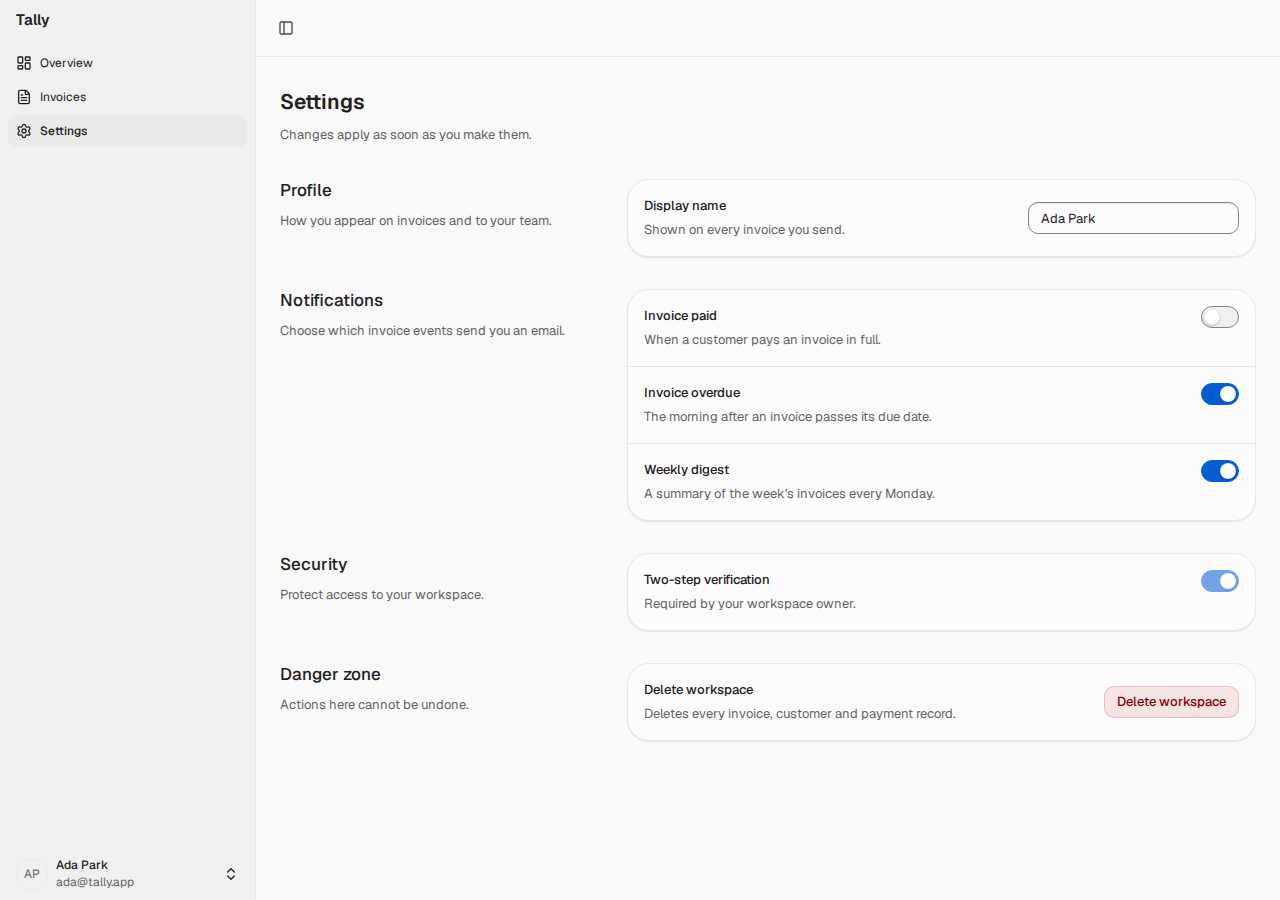 Tally
Overview
Invoices
Settings
Settings
Changes apply as soon as you make them.
Profile
How you appear on invoices and to your team.
Display name
Shown on every invoice you send.
Ada Park
Notifications
Choose which invoice events send you an email.
Invoice paid
When a customer pays an invoice in full.
Invoice overdue
The morning after an invoice passes its due date.
Weekly digest
A summary of the week's invoices every Monday.
Security
Protect access to your workspace.
Two-step verification
Required by your workspace owner.
Danger zone
Actions here cannot be undone.
Delete workspace
Deletes every invoice, customer and payment record.
Delete workspace
AP
Ada Park
ada@tally.app